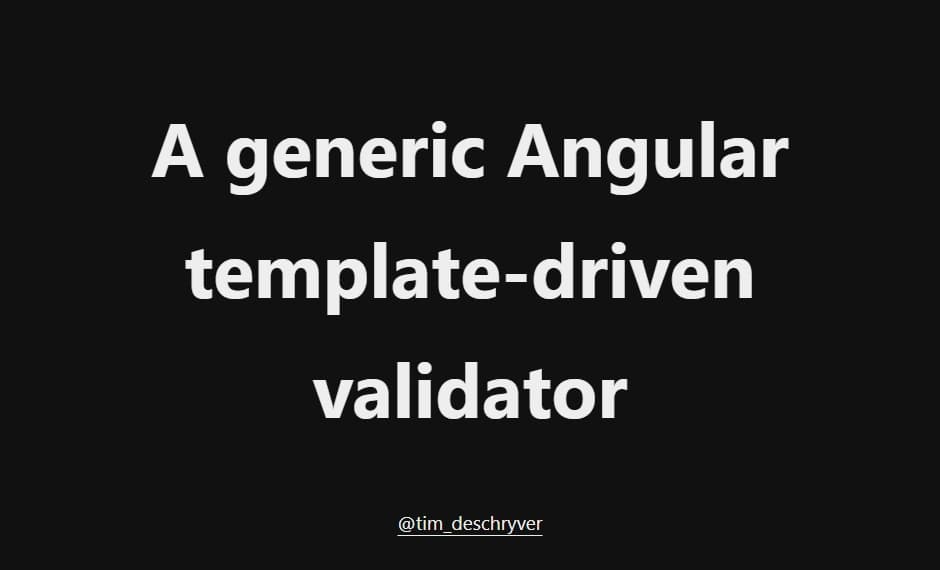 A generic Angular
template-driven
validator
@tim_deschryver